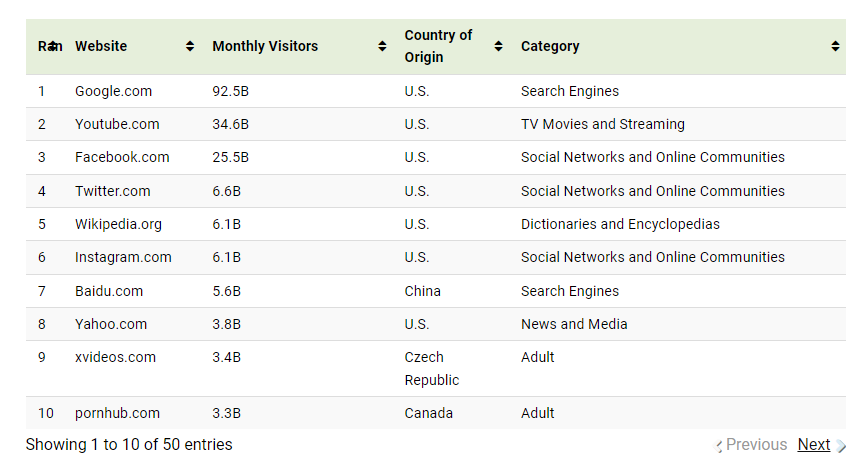 Ran Website Monthly Visitors Country of Origin Category
1 Google.com 92.5B U.S. Search Engines
2 Youtube.com 34.6B U.S. TV Movies and Streaming
3 Facebook.com 25.5B U.S. Social Networks and Online Communities
4 Twitter.com 6.6B U.S. Social Networks and Online Communities
5 Wikipedia.org 6.1B U.S. Dictionaries and Encyclopedias
6 Instagram.com 6.1B U.S. Social Networks and Online Communities
7 Baidu.com 5.6B China Search Engines
8 Yahoo.com 3.8B U.S. News and Media
9 xvideos.com 3.4B Czech Republic Adult
10 pornhub.com 3.3B Canada Adult
Showing 1 to 10 of 50 entries Previous Next